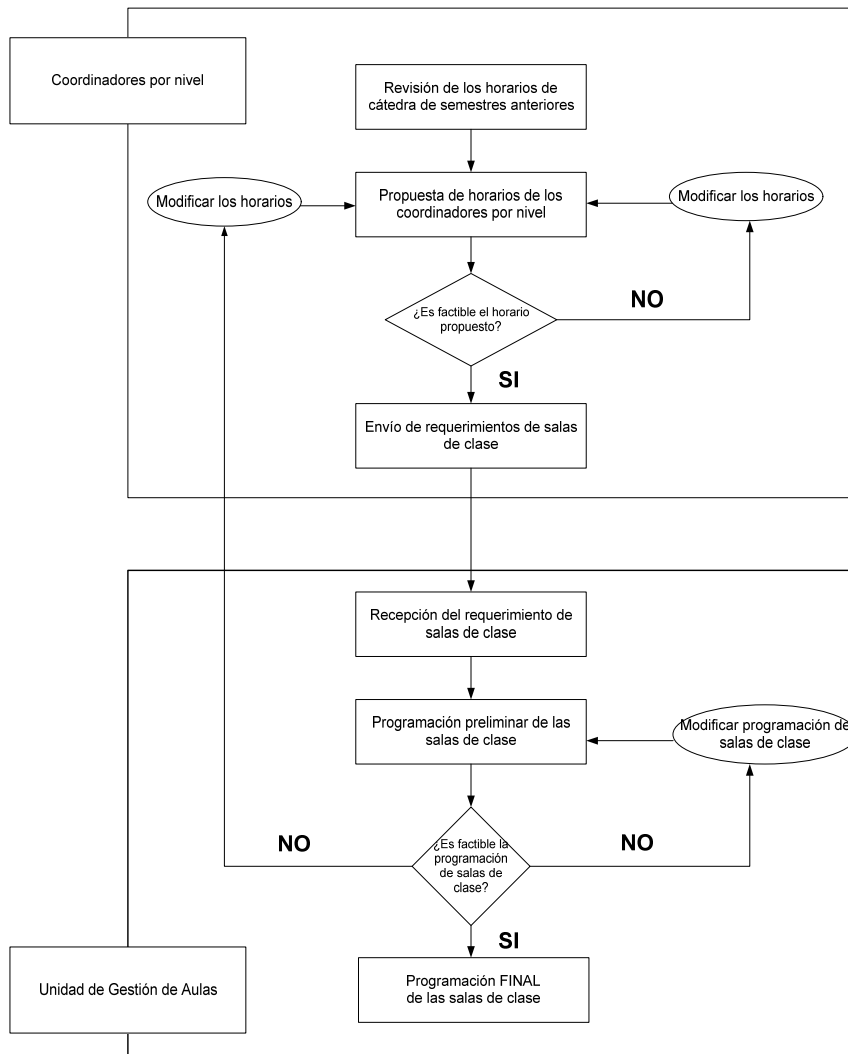 Coordinadores por nivel
Revisión de los horarios de
cátedra de semestres anteriores
Modificar los horarios
Propuesta de horarios de los
coordinadores por nivel
Modificar los horarios
¿Es factible el horario
propuesto?
NO
SI
Envío de requerimientos de salas
de clase
Recepción del requerimiento de
salas de clase
Programación preliminar de las
salas de clase
Modificar programación de
salas de clase
NO
¿Es factible la
programación
de salas de
clase?
NO
SI
Unidad de Gestión de Aulas
Programación FINAL
de las salas de clase